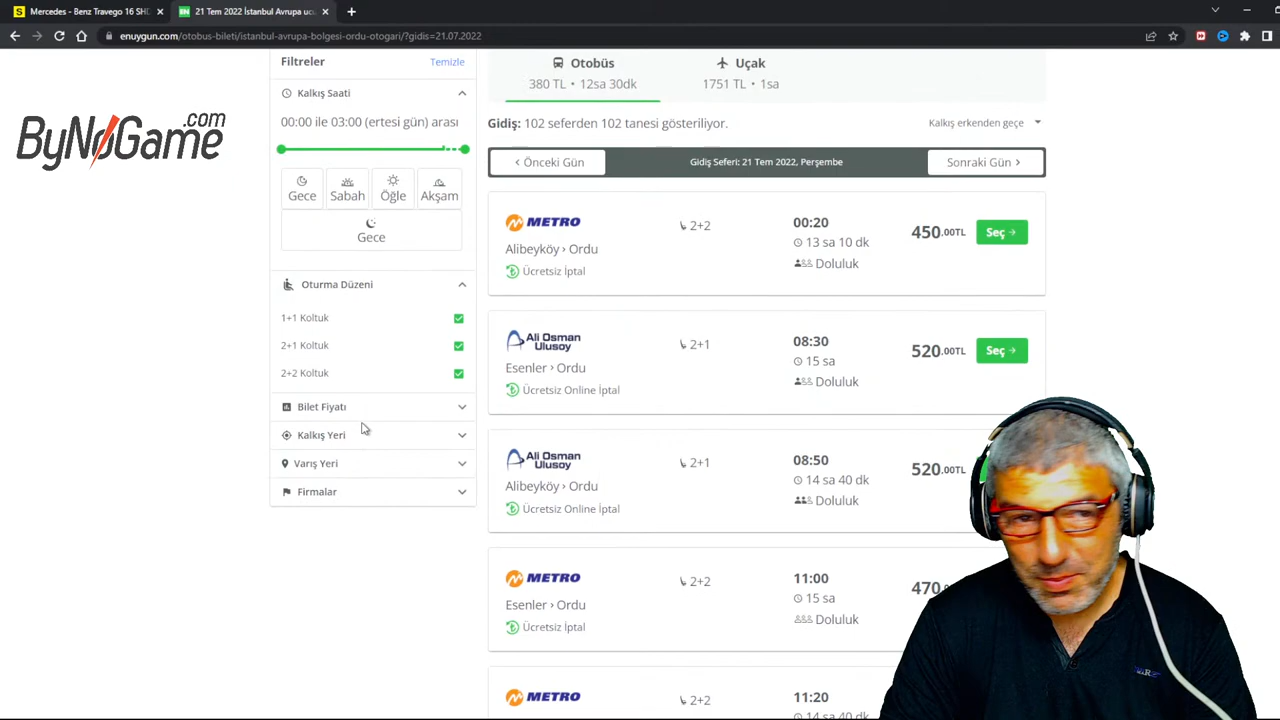 Mercedes - Benz Travego 16 SHD
21 Tem 2022 İstanbul Avrupa
enuygun.com/otobus-bileti/istanbul-avrupa-bolgesi-ordu-otogari/?gidis=21.07.2022
ByNoGame.com
Filtreler
Temizle
Kalkış Saati
00:00 ile 03:00 (ertesi gün) arası
Gece
Sabah
Öğle
Akşam
Gece
Oturma Düzeni
1+1 Koltuk
2+1 Koltuk
2+2 Koltuk
Bilet Fiyatı
Kalkış Yeri
Varış Yeri
Firmalar
Otobüs
380 TL • 12sa 30dk
Uçak
1751 TL • 1sa
Gidiş: 102 seferden 102 tanesi gösteriliyor.
Kalkış erkenden geçe
Önceki Gün
Gidiş Seferi: 21 Tem 2022, Perşembe
Sonraki Gün
METRO
2+2
00:20
450.00TL
Seç
13 sa 10 dk
Alibeyköy › Ordu
Doluluk
Ücretsiz İptal
Ali Osman Ulusoy
2+1
08:30
520.00TL
Seç
15 sa
Esenler › Ordu
Doluluk
Ücretsiz Online İptal
Ali Osman Ulusoy
2+1
08:50
520.00TL
14 sa 40 dk
Alibeyköy › Ordu
Doluluk
Ücretsiz Online İptal
METRO
2+2
11:00
470
15 sa
Esenler › Ordu
Doluluk
Ücretsiz İptal
METRO
2+2
11:20
14 sa 40 dk